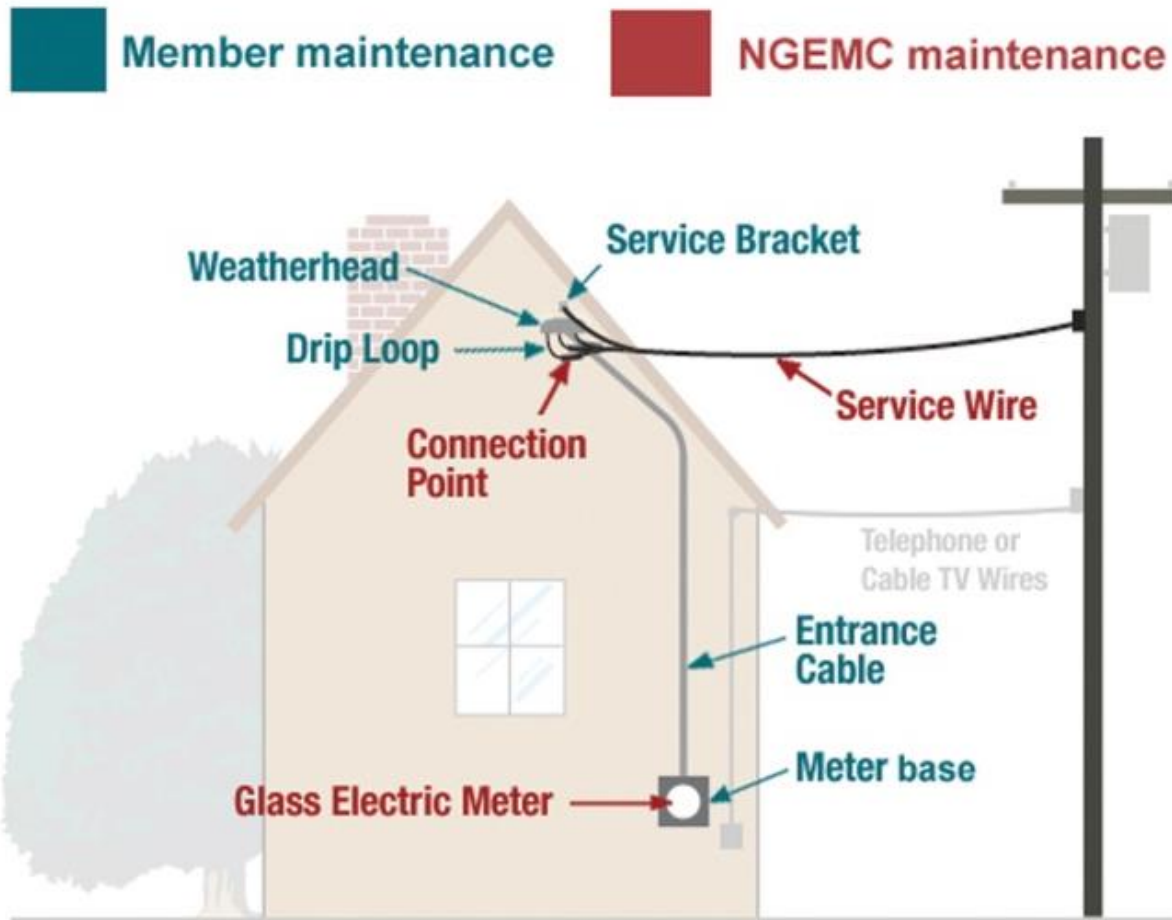 Member maintenance
NGEMC maintenance
Service Bracket
Weatherhead
Drip Loop
Service Wire
Connection
Point
Telephone or
Cable TV Wires
Entrance
Cable
Meter base
Glass Electric Meter